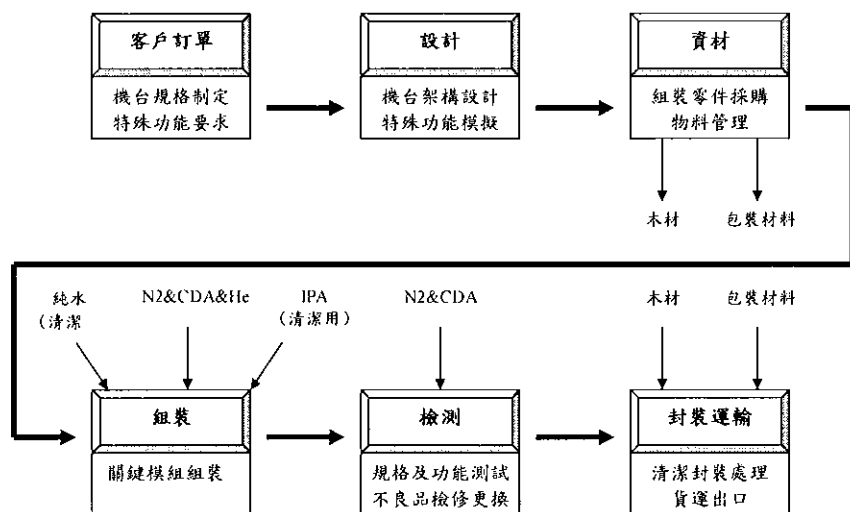 客戶訂單
機台規格制定
特殊功能要求
設計
機台架構設計
特殊功能模擬
資材
組裝零件採購
物料管理
木材
包裝材料
純水
(清潔
N2&CDA&He
IPA
(清潔用)
N2&CDA
木材
包裝材料
組裝
關鍵模組組裝
檢測
規格及功能測試
不良品檢修更換
封裝運輸
清潔封裝處理
貨運出口